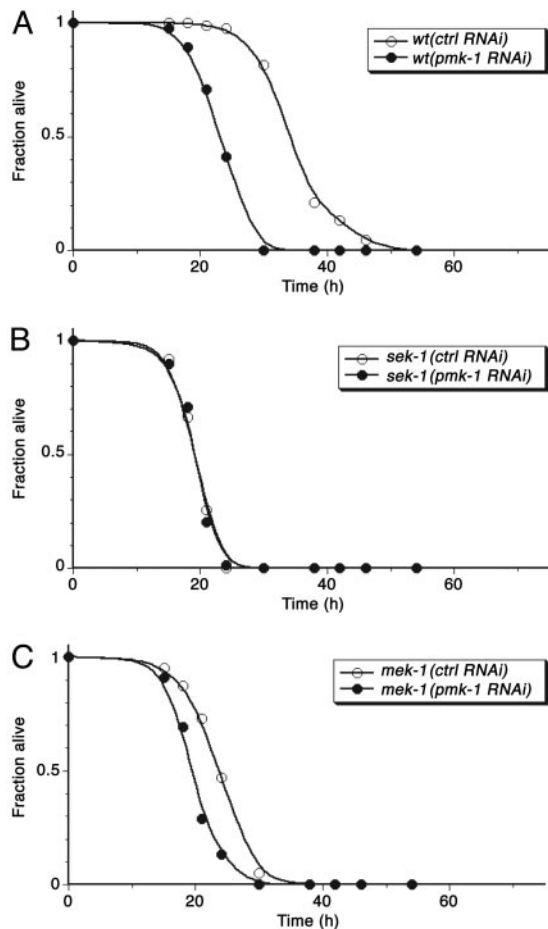 A
wt(ctrl RNAi)
wt(pmk-1 RNAi)
Fraction alive
1
0.5
0
0 20 40 60
Time (h)
B
sek-1(ctrl RNAi)
sek-1(pmk-1 RNAi)
Fraction alive
1
0.5
0
0 20 40 60
Time (h)
C
mek-1(ctrl RNAi)
mek-1(pmk-1 RNAi)
Fraction alive
1
0.5
0
0 20 40 60
Time (h)